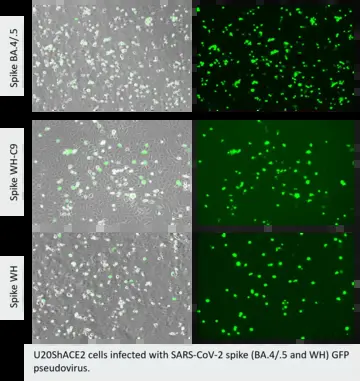 Spike BA.4/.5
Spike WH-C9
Spike WH
U20ShACE2 cells infected with SARS-CoV-2 spike (BA.4/.5 and WH) GFP
pseudovirus.